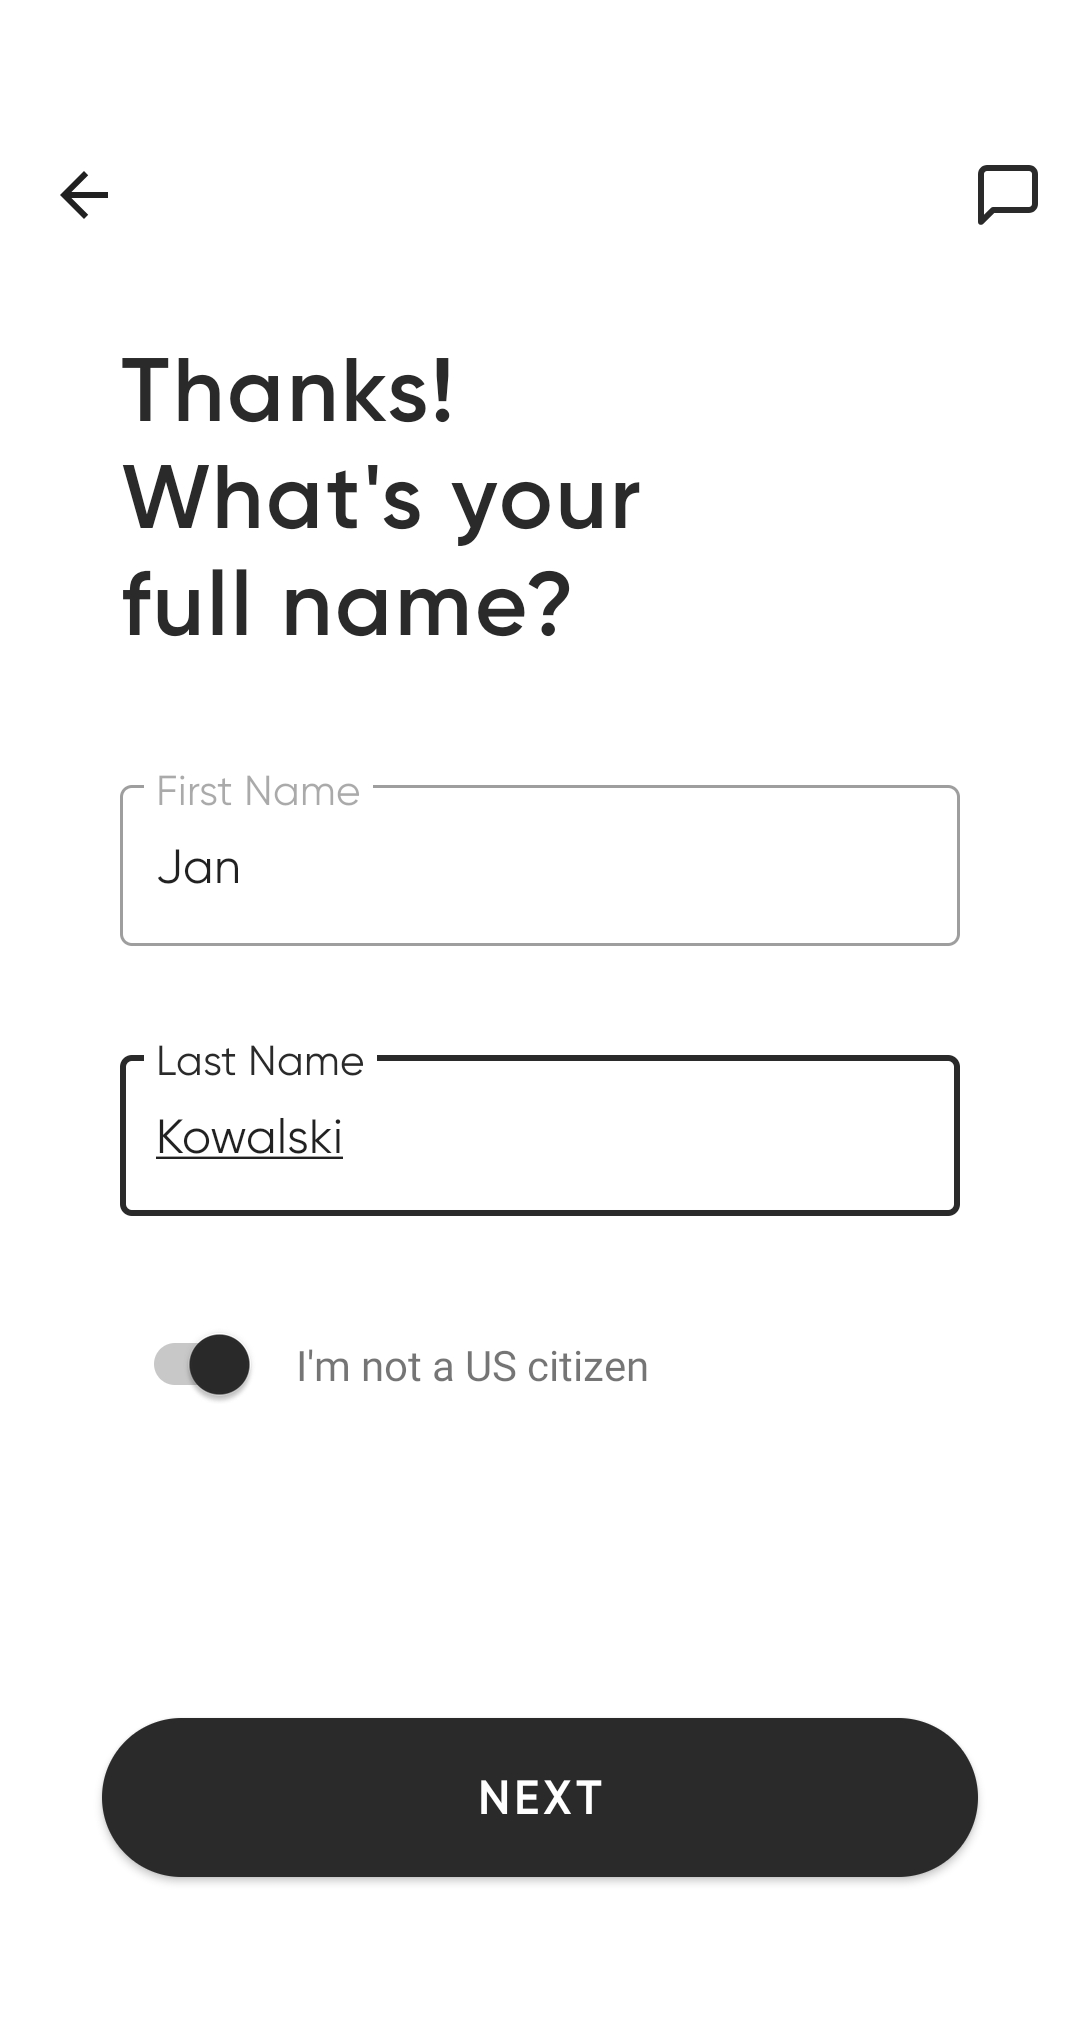 Thanks!
What's your
full name?
First Name
Jan
Last Name
Kowalski
I'm not a US citizen
NEXT